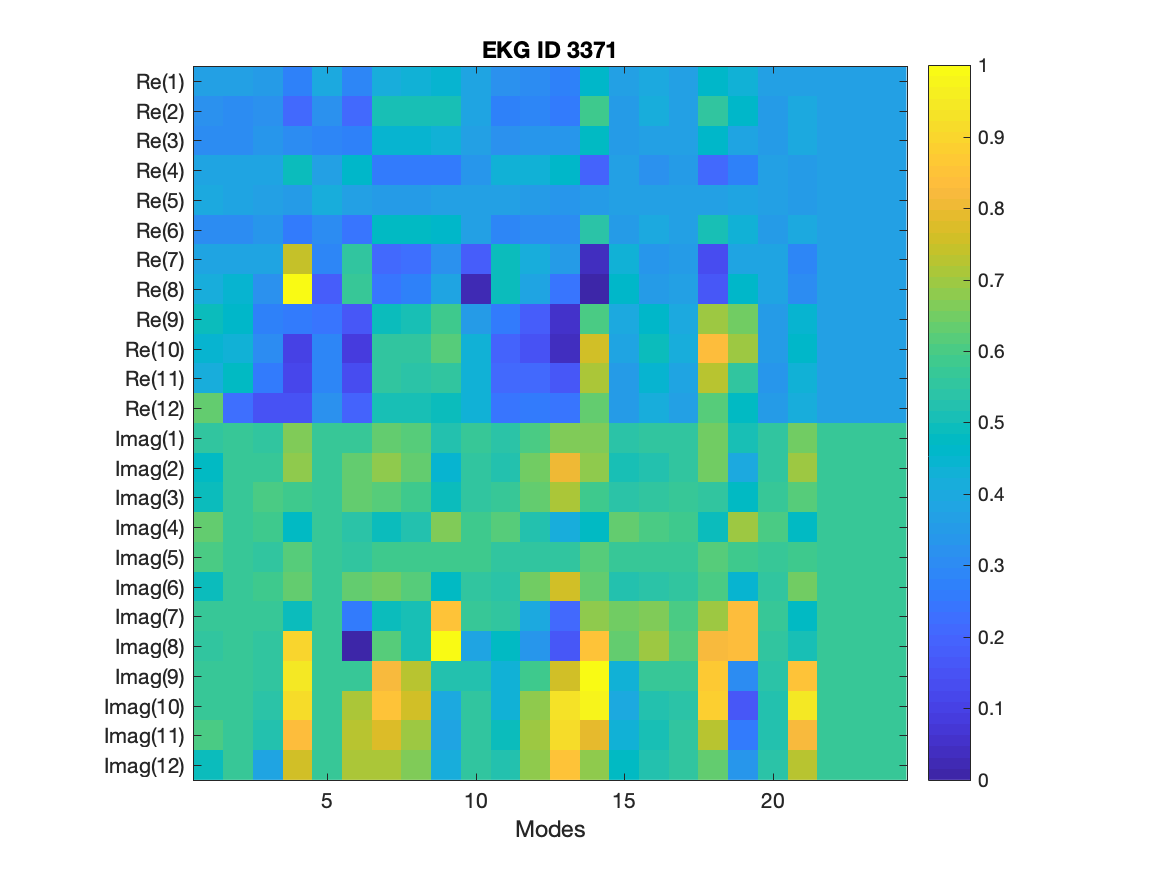 EKG ID 3371
Re(1)
Re(2)
Re(3)
Re(4)
Re(5)
Re(6)
Re(7)
Re(8)
Re(9)
Re(10)
Re(11)
Re(12)
Imag(1)
Imag(2)
Imag(3)
Imag(4)
Imag(5)
Imag(6)
Imag(7)
Imag(8)
Imag(9)
Imag(10)
Imag(11)
Imag(12)
5 10 15 20
Modes
1
0.9
0.8
0.7
0.6
0.5
0.4
0.3
0.2
0.1
0